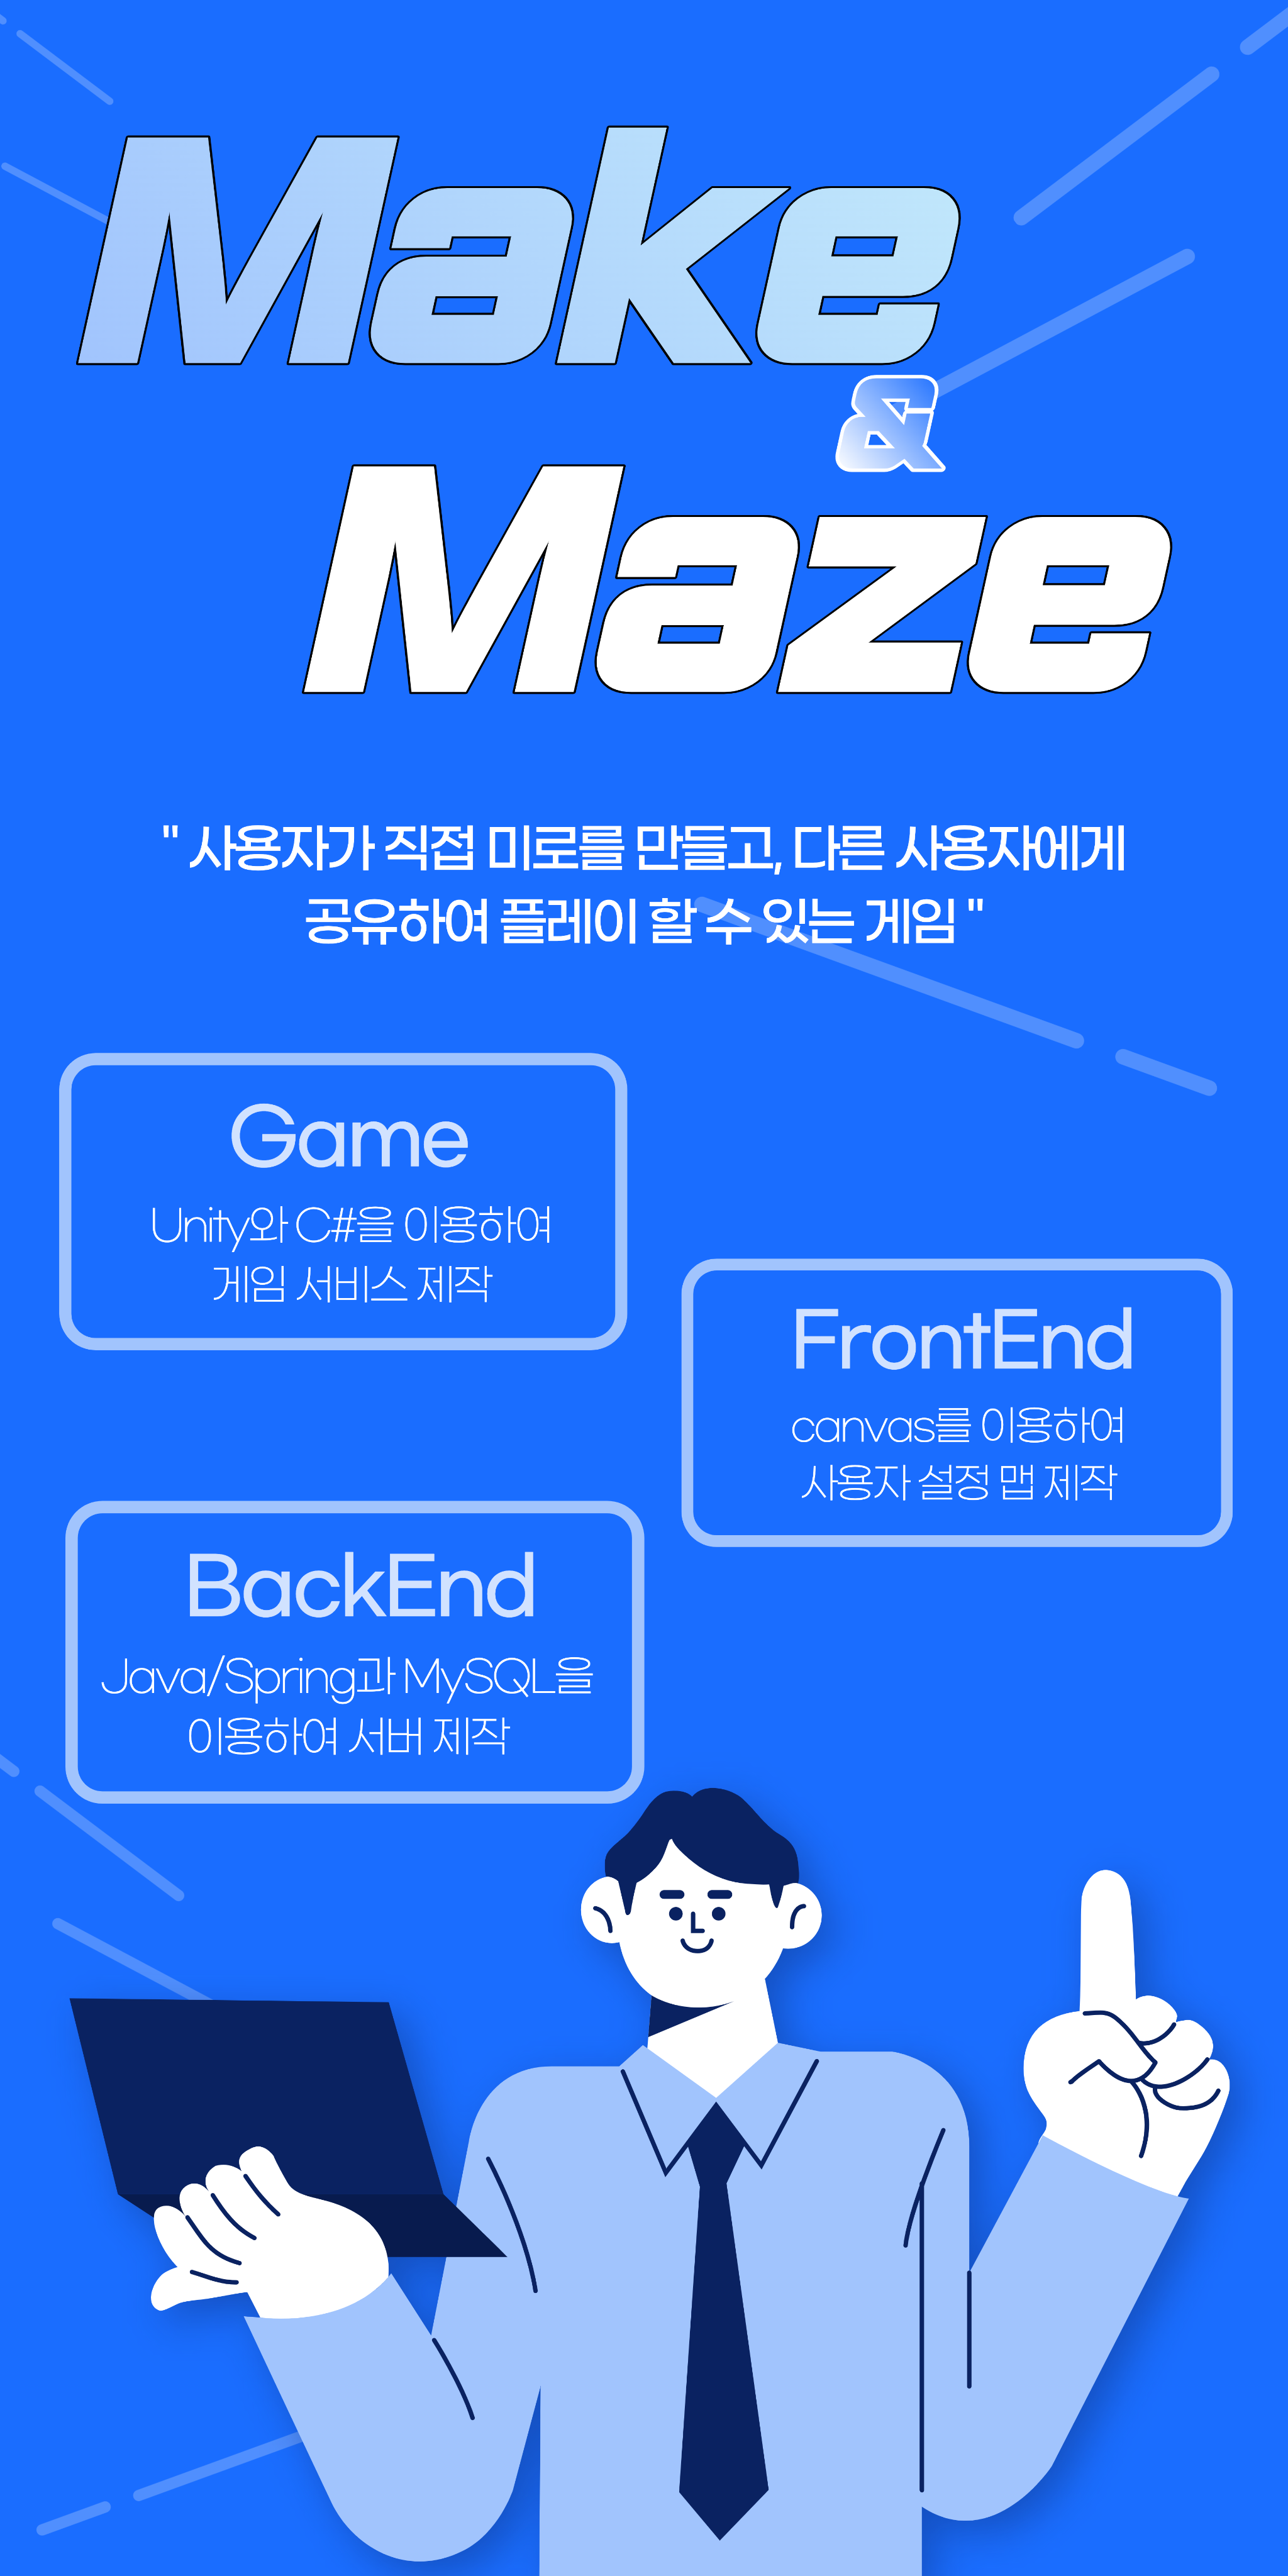 Make
&
Maze
" 사용자가 직접 미로를 만들고, 다른 사용자에게
공유하여 플레이 할 수 있는 게임 "
Game
Unity와 C#을 이용하여
게임 서비스 제작
FrontEnd
canvas를 이용하여
사용자 설정 맵 제작
BackEnd
Java/Spring과 MySQL을
이용하여 서버 제작